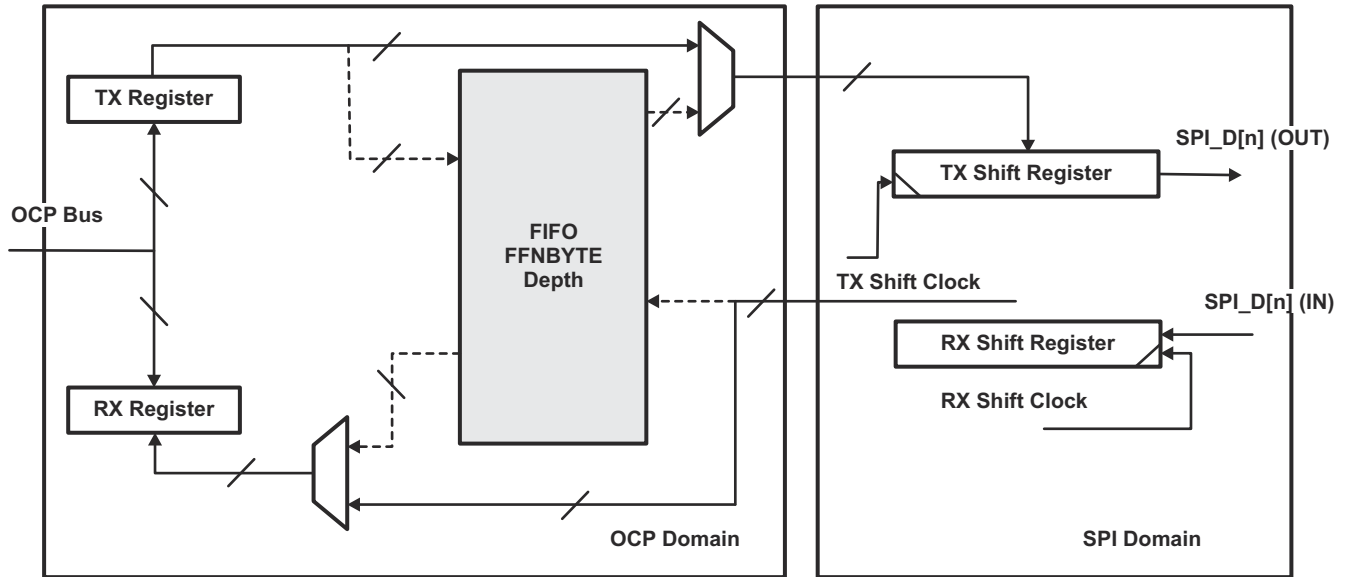 TX Register
SPI_D[n] (OUT)
TX Shift Register
OCP Bus
FIFO
FFNBYTE
Depth
TX Shift Clock
SPI_D[n] (IN)
RX Shift Register
RX Register
RX Shift Clock
OCP Domain
SPI Domain